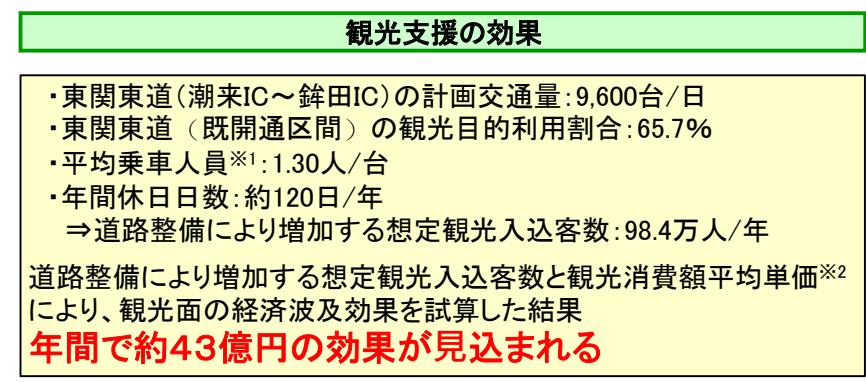 観光支援の効果
・東関東道(潮来IC～鉾田IC)の計画交通量:9,600台/日
・東関東道（既開通区間）の観光目的利用割合:65.7%
・平均乗車人員※1:1.30人/台
・年間休日日数:約120日/年
⇒道路整備により増加する想定観光入込客数:98.4万人/年
道路整備により増加する想定観光入込客数と観光消費額平均単価※2
により、観光面の経済波及効果を試算した結果
年間で約43億円の効果が見込まれる